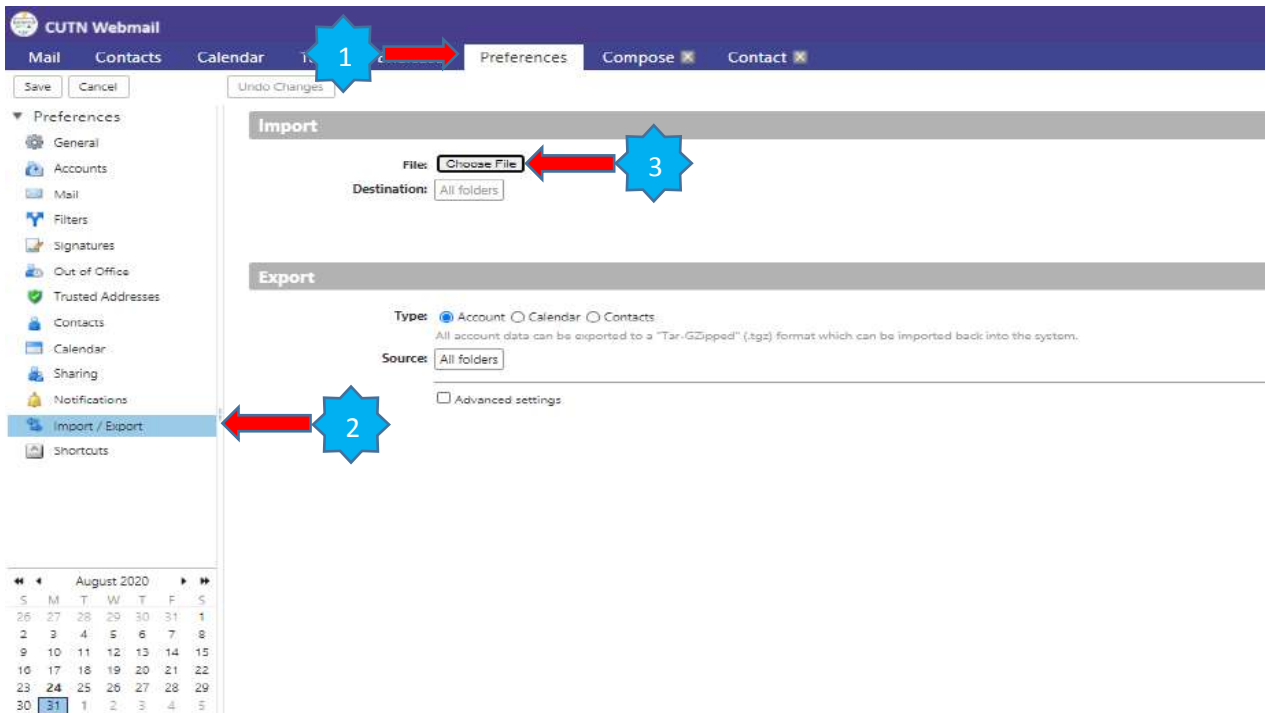 CUTN Webmail
Mail Contacts Calendar 1 Preferences Compose Contact
Save Cancel Undo Changes
Preferences
General
Accounts
Mail
Filters
Signatures
Out of Office
Trusted Addresses
Contacts
Calendar
Sharing
Notifications
Import / Export
Shortcuts
Import
File: Choose File 3
Destination: All folders
Export
Type: Account Calendar Contacts
All account data can be exported to a "Tar-GZipped" (.tgz) format which can be imported back into the system.
Source: All folders
Advanced settings
2
August 2020
S M T W T F S
26 27 28 29 30 31 1
2 3 4 5 6 7 8
9 10 11 12 13 14 15
16 17 18 19 20 21 22
23 24 25 26 27 28 29
30 31 1 2 3 4 5